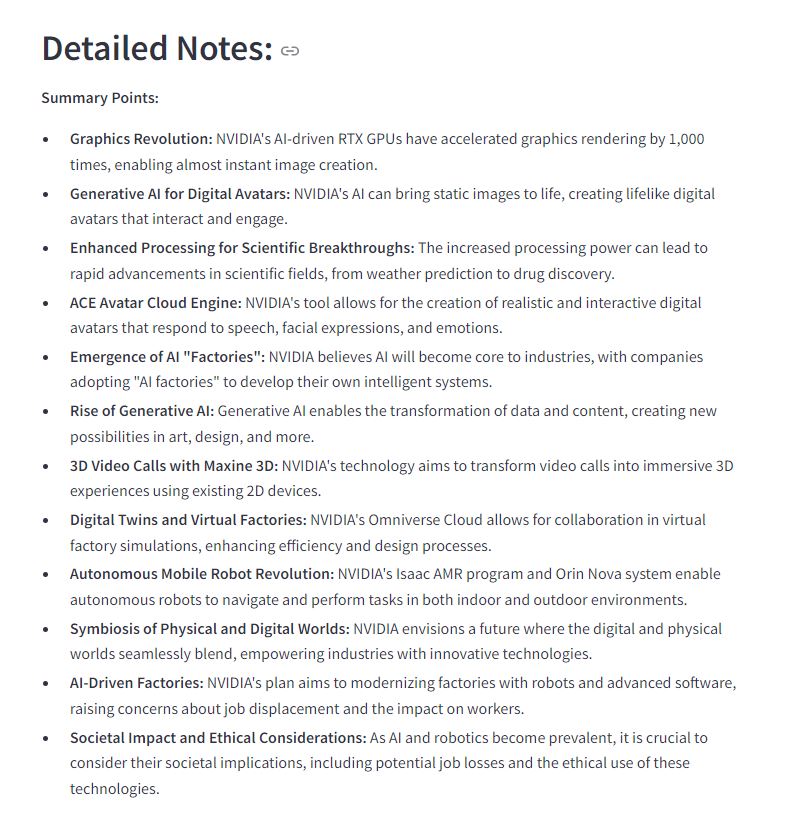 Detailed Notes:
Summary Points:
• Graphics Revolution: NVIDIA's AI-driven RTX GPUs have accelerated graphics rendering by 1,000
times, enabling almost instant image creation.
• Generative AI for Digital Avatars: NVIDIA's AI can bring static images to life, creating lifelike digital
avatars that interact and engage.
• Enhanced Processing for Scientific Breakthroughs: The increased processing power can lead to
rapid advancements in scientific fields, from weather prediction to drug discovery.
• ACE Avatar Cloud Engine: NVIDIA's tool allows for the creation of realistic and interactive digital
avatars that respond to speech, facial expressions, and emotions.
• Emergence of AI "Factories": NVIDIA believes AI will become core to industries, with companies
adopting "AI factories" to develop their own intelligent systems.
• Rise of Generative AI: Generative AI enables the transformation of data and content, creating new
possibilities in art, design, and more.
• 3D Video Calls with Maxine 3D: NVIDIA's technology aims to transform video calls into immersive 3D
experiences using existing 2D devices.
• Digital Twins and Virtual Factories: NVIDIA's Omniverse Cloud allows for collaboration in virtual
factory simulations, enhancing efficiency and design processes.
• Autonomous Mobile Robot Revolution: NVIDIA's Isaac AMR program and Orin Nova system enable
autonomous robots to navigate and perform tasks in both indoor and outdoor environments.
• Symbiosis of Physical and Digital Worlds: NVIDIA envisions a future where the digital and physical
worlds seamlessly blend, empowering industries with innovative technologies.
• AI-Driven Factories: NVIDIA's plan aims to modernizing factories with robots and advanced software,
raising concerns about job displacement and the impact on workers.
• Societal Impact and Ethical Considerations: As AI and robotics become prevalent, it is crucial to
consider their societal implications, including potential job losses and the ethical use of these
technologies.